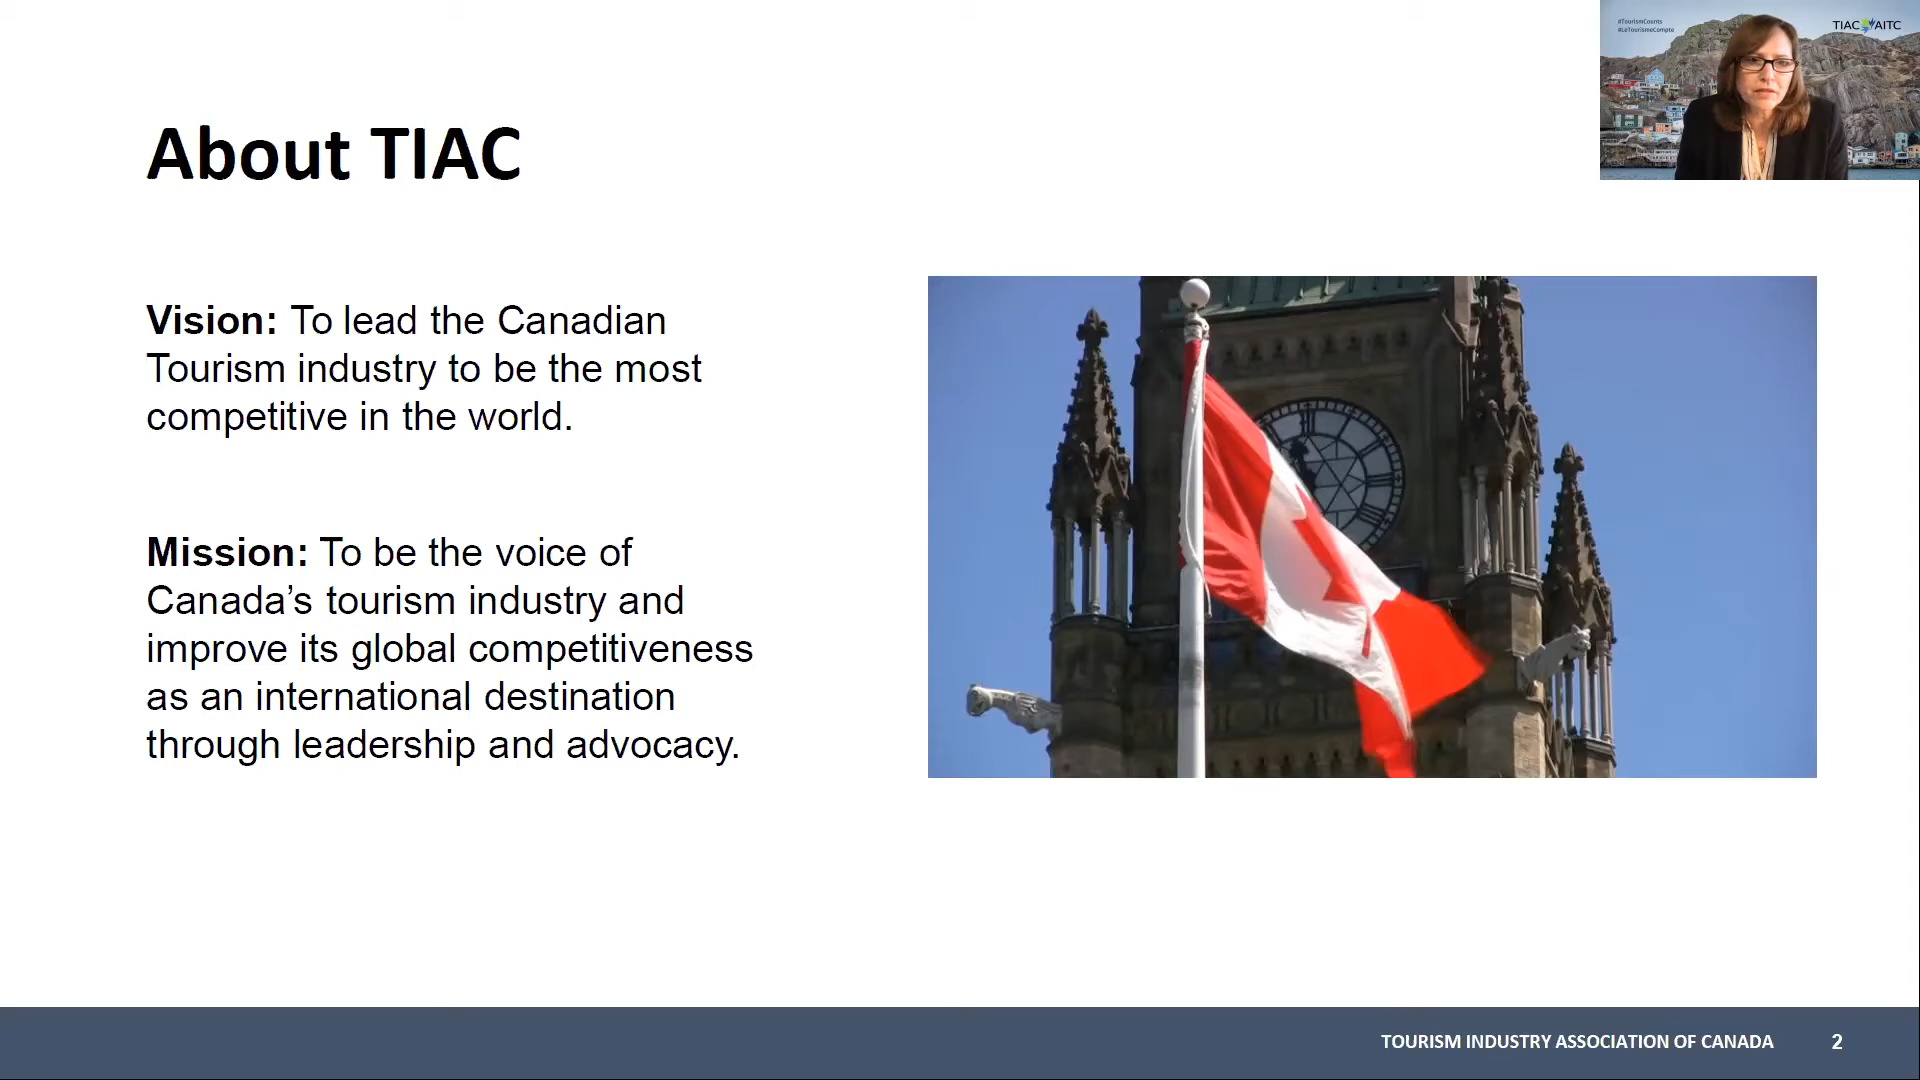 #TourismCounts
#LeTourismeCompte
TIAC AITC
About TIAC
Vision: To lead the Canadian
Tourism industry to be the most
competitive in the world.
Mission: To be the voice of
Canada’s tourism industry and
improve its global competitiveness
as an international destination
through leadership and advocacy.
TOURISM INDUSTRY ASSOCIATION OF CANADA 2